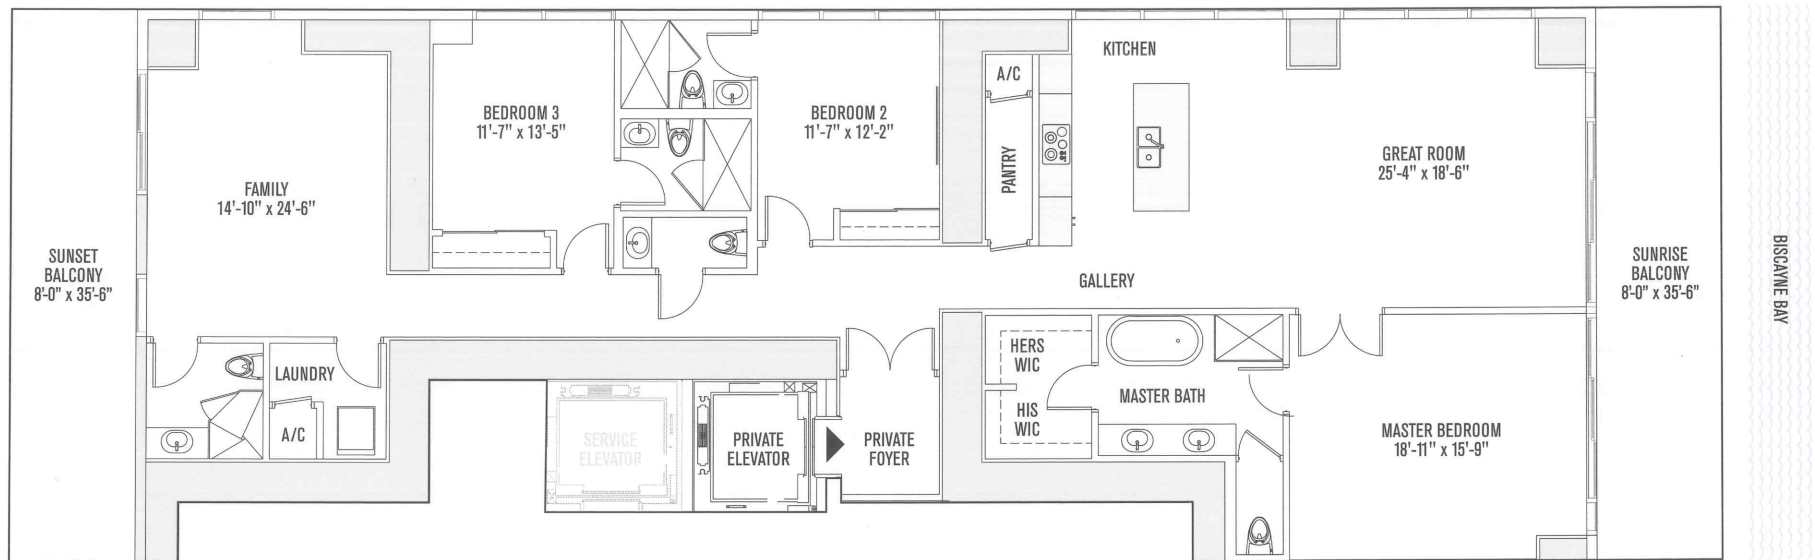 SUNSET
BALCONY
8'-0" x 35'-6"
FAMILY
14'-10" x 24'-6"
BEDROOM 3
11'-7" x 13'-5"
BEDROOM 2
11'-7" x 12'-2"
A/C
PANTRY
KITCHEN
GREAT ROOM
25'-4" x 18'-6"
GALLERY
SUNRISE
BALCONY
8'-0" x 35'-6"
BISCAYNE BAY
LAUNDRY
A/C
SERVICE
ELEVATOR
PRIVATE
ELEVATOR
PRIVATE
FOYER
HERS
WIC
HIS
WIC
MASTER BATH
MASTER BEDROOM
18'-11" x 15'-9"